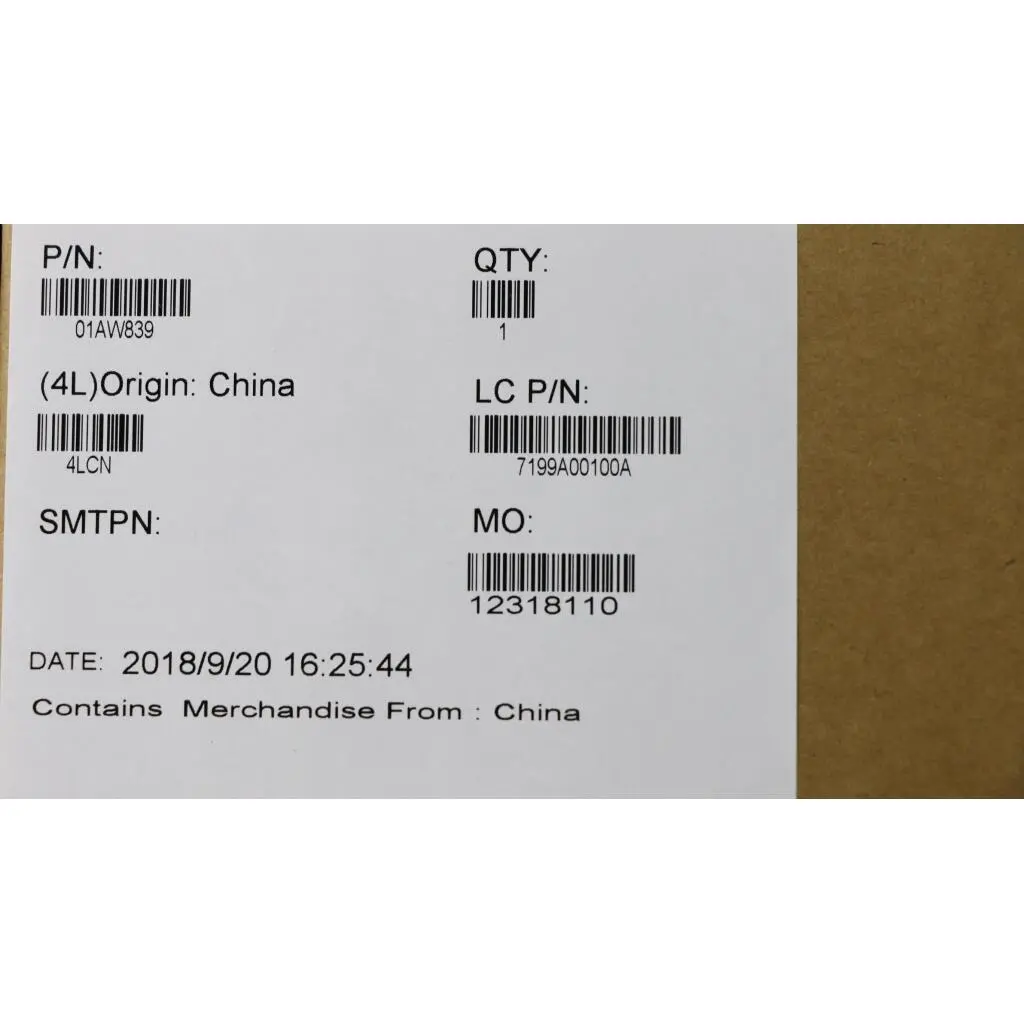 P/N:
01AW839
QTY:
1
(4L)Origin: China
4LCN
LC P/N:
7199A00100A
SMTPN:
MO:
12318110
DATE: 2018/9/20 16:25:44
Contains Merchandise From : China